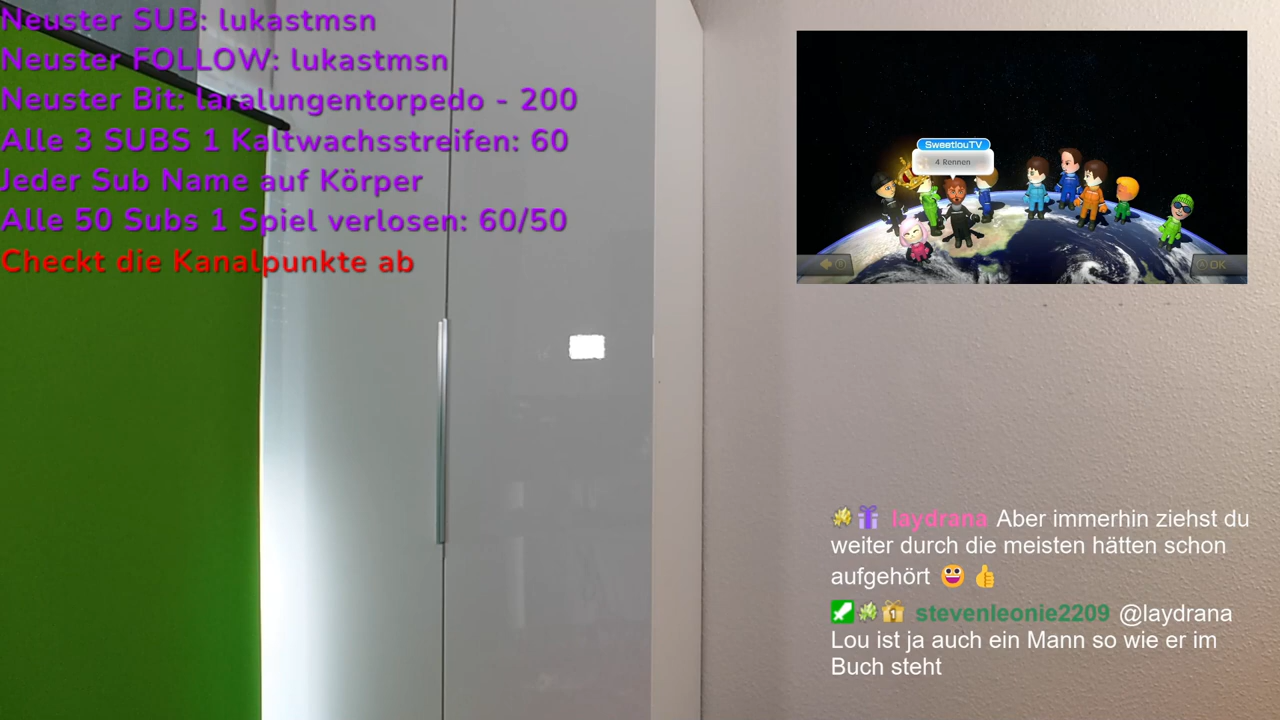 Neuster SUB: lukastmsn
Neuster FOLLOW: lukastmsn
Neuster Bit: laralungentorpedo - 200
Alle 3 SUBS 1 Kaltwachsstreifen: 60
Jeder Sub Name auf Körper
Alle 50 Subs 1 Spiel verlosen: 60/50
Checkt die Kanalpunkte ab
SweetlouTV
4 Rennen
OK
laydrana Aber immerhin ziehst du
weiter durch die meisten hätten schon
aufgehört 😀 👍
1 stevenleonie2209 @laydrana
Lou ist ja auch ein Mann so wie er im
Buch steht